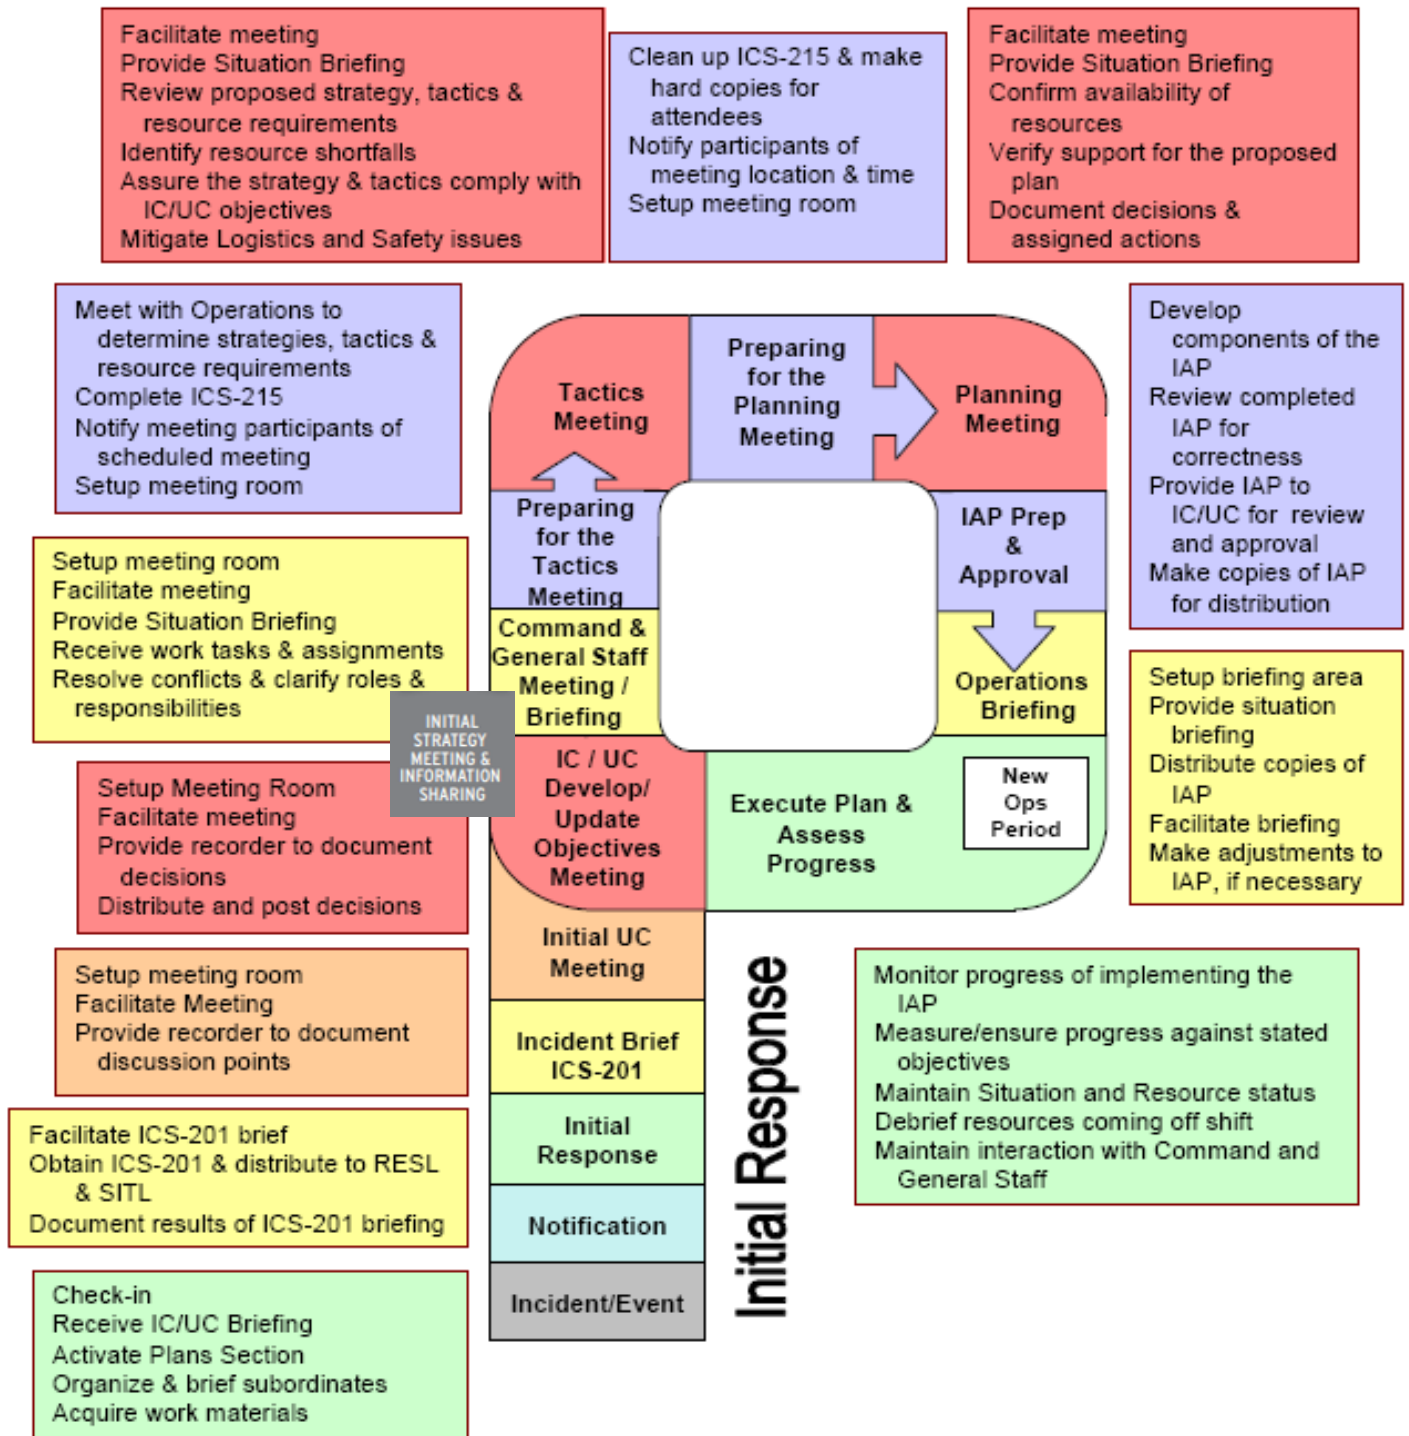 Facilitate meeting
Provide Situation Briefing
Review proposed strategy, tactics &
resource requirements
Identify resource shortfalls
Assure the strategy & tactics comply with
IC/UC objectives
Mitigate Logistics and Safety issues
Clean up ICS-215 & make
hard copies for
attendees
Notify participants of
meeting location & time
Setup meeting room
Facilitate meeting
Provide Situation Briefing
Confirm availability of
resources
Verify support for the proposed
plan
Document decisions &
assigned actions
Meet with Operations to
determine strategies, tactics &
resource requirements
Complete ICS-215
Notify meeting participants of
scheduled meeting
Setup meeting room
Tactics
Meeting
Preparing
for the
Planning
Meeting
Planning
Meeting
Develop
components of the
IAP
Review completed
IAP for
correctness
Provide IAP to
IC/UC for review
and approval
Make copies of IAP
for distribution
Preparing
for the
Tactics
Meeting
IAP Prep
&
Approval
Setup meeting room
Facilitate meeting
Provide Situation Briefing
Receive work tasks & assignments
Resolve conflicts & clarify roles &
responsibilities
Command &
General Staff
Meeting /
Briefing
Operations
Briefing
Setup briefing area
Provide situation
briefing
Distribute copies of
IAP
Facilitate briefing
Make adjustments to
IAP, if necessary
INITIAL
STRATEGY
MEETING &
INFORMATION
SHARING
Setup Meeting Room
Facilitate meeting
Provide recorder to document
decisions
Distribute and post decisions
IC / UC
Develop/
Update
Objectives
Meeting
Execute Plan &
Assess
Progress
New
Ops
Period
Setup meeting room
Facilitate Meeting
Provide recorder to document
discussion points
Initial UC
Meeting
Incident Brief
ICS-201
Initial
Response
Notification
Incident/Event
Initial Response
Monitor progress of implementing the
IAP
Measure/ensure progress against stated
objectives
Maintain Situation and Resource status
Debrief resources coming off shift
Maintain interaction with Command and
General Staff
Facilitate ICS-201 brief
Obtain ICS-201 & distribute to RESL
& SITL
Document results of ICS-201 briefing
Check-in
Receive IC/UC Briefing
Activate Plans Section
Organize & brief subordinates
Acquire work materials